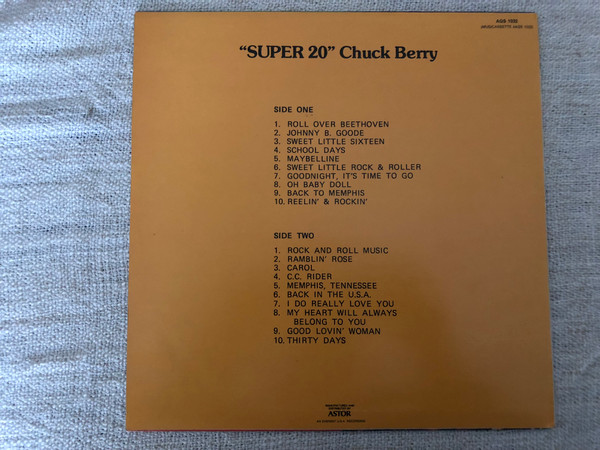 AGS 1055
"SUPER 20" Chuck Berry
SIDE ONE
1. ROLL OVER BEETHOVEN
2. JOHNNY B. GOODE
3. SWEET LITTLE SIXTEEN
4. SCHOOL DAYS
5. MAYBELLINE
6. SWEET LITTLE ROCK & ROLLER
7. GOODNIGHT, IT'S TIME TO GO
8. OH BABY DOLL
9. BACK TO MEMPHIS
10. REELIN' & ROCKIN'
SIDE TWO
1. ROCK AND ROLL MUSIC
2. RAMBLIN' ROSE
3. CAROL
4. C.C. RIDER
5. MEMPHIS, TENNESSEE
6. BACK IN THE U.S.A.
7. I DO REALLY LOVE YOU
8. MY HEART WILL ALWAYS
BELONG TO YOU
9. GOOD LOVIN' WOMAN
10. THIRTY DAYS
ASTOR